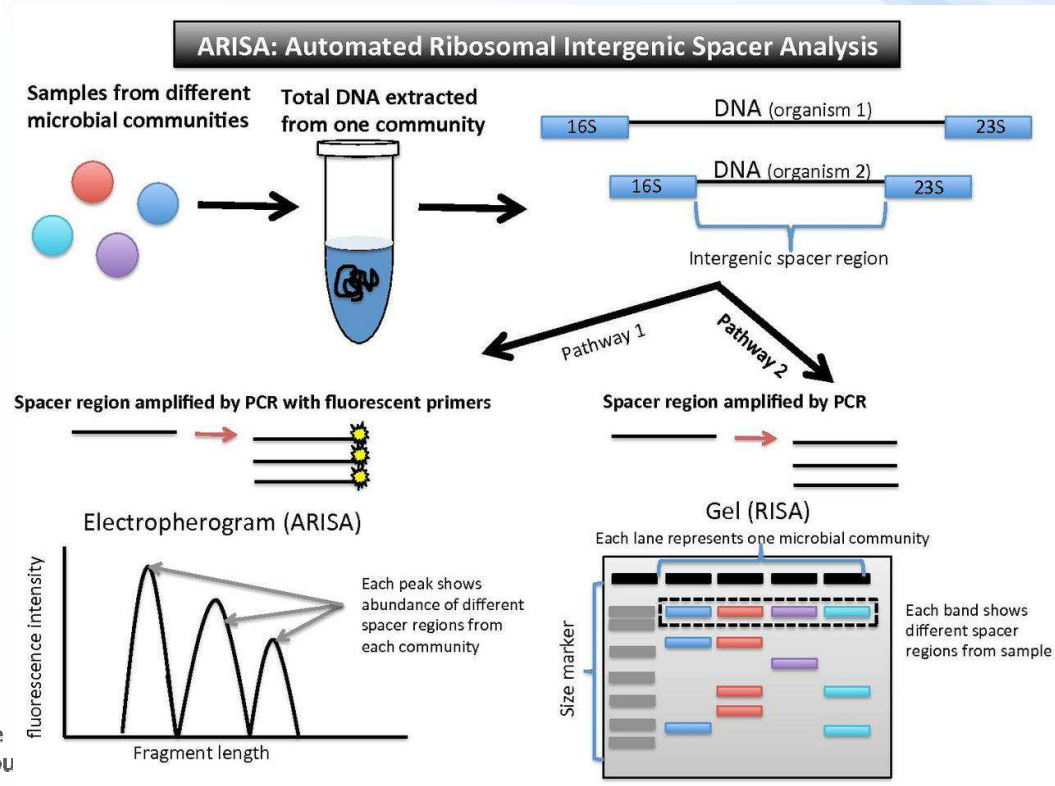 ARISA: Automated Ribosomal Intergenic Spacer Analysis
Samples from different
microbial communities
Total DNA extracted
from one community
DNA (organism 1)
16S
23S
DNA (organism 2)
16S
23S
Intergenic spacer region
Pathway 1
Pathway 2
Spacer region amplified by PCR with fluorescent primers
Electropherogram (ARISA)
fluorescence intensity
Each peak shows
abundance of different
spacer regions from
each community
Fragment length
Spacer region amplified by PCR
Gel (RISA)
Each lane represents one microbial community
Size marker
Each band shows
different spacer
regions from sample